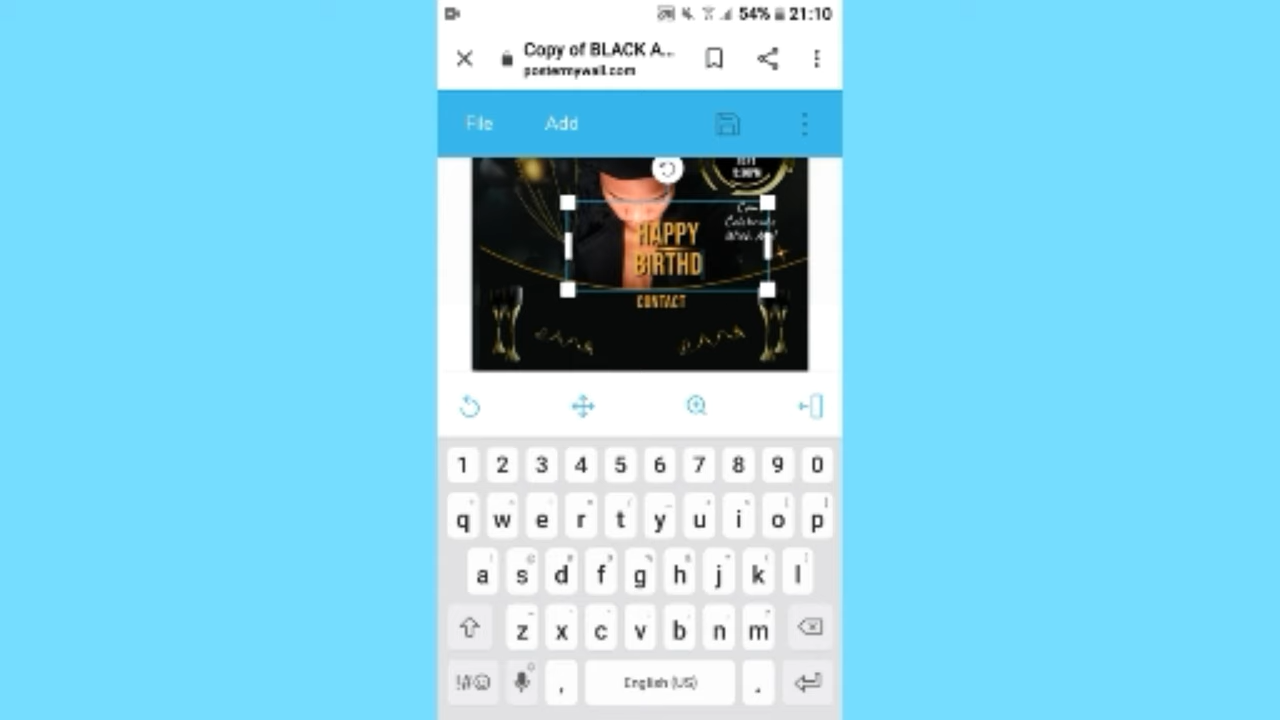 54% 21:10
Copy of BLACK A...
postermywall.com
File Add
HAPPY
BIRTHD
CONTACT
1 2 3 4 5 6 7 8 9 0
q w e r t y u i o p
a s d f g h j k l
z x c v b n m
!#☺ , English (US) .